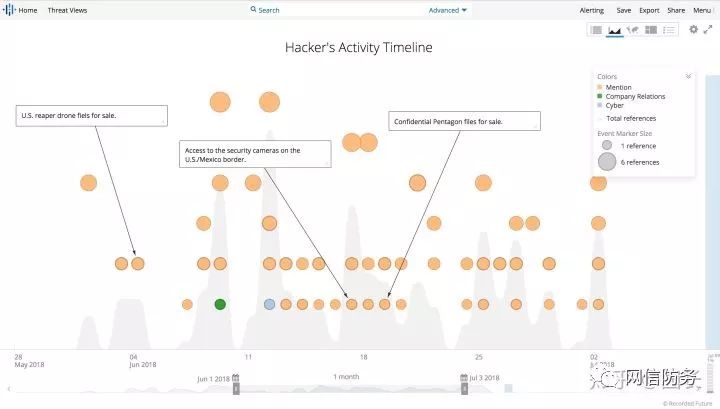 Home
Threat Views
Search
Advanced
Alerting
Save
Export
Share
Menu
Hacker's Activity Timeline
Colors
Mention
Company Relations
Cyber
Total references
Event Marker Size
1 reference
6 references
U.S. reaper drone fiels for sale.
Confidential Pentagon files for sale.
Access to the security cameras on the
U.S./Mexico border.
28
May 2018
04
Jun 2018
11
18
25
02
Jun 1 2018
1 month
Jul 3 2018
网信防务
© Recorded Future